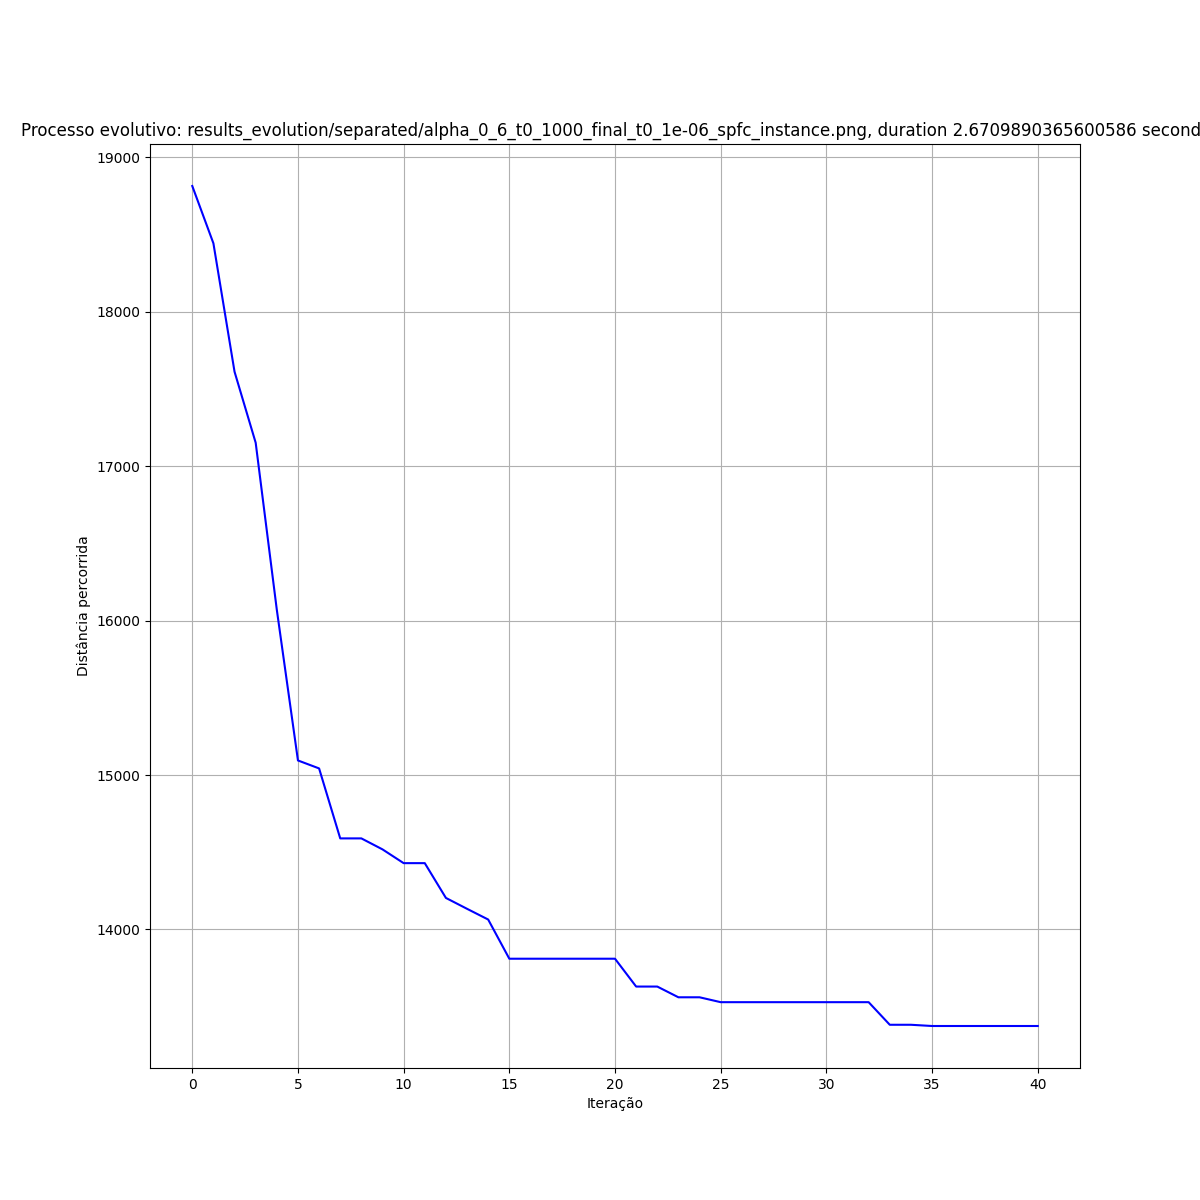 Processo evolutivo: results_evolution/separated/alpha_0_6_t0_1000_final_t0_1e-06_spfc_instance.png, duration 2.6709890365600586 second
19000
18000
17000
16000
15000
14000
Distância percorrida
0 5 10 15 20 25 30 35 40
Iteração